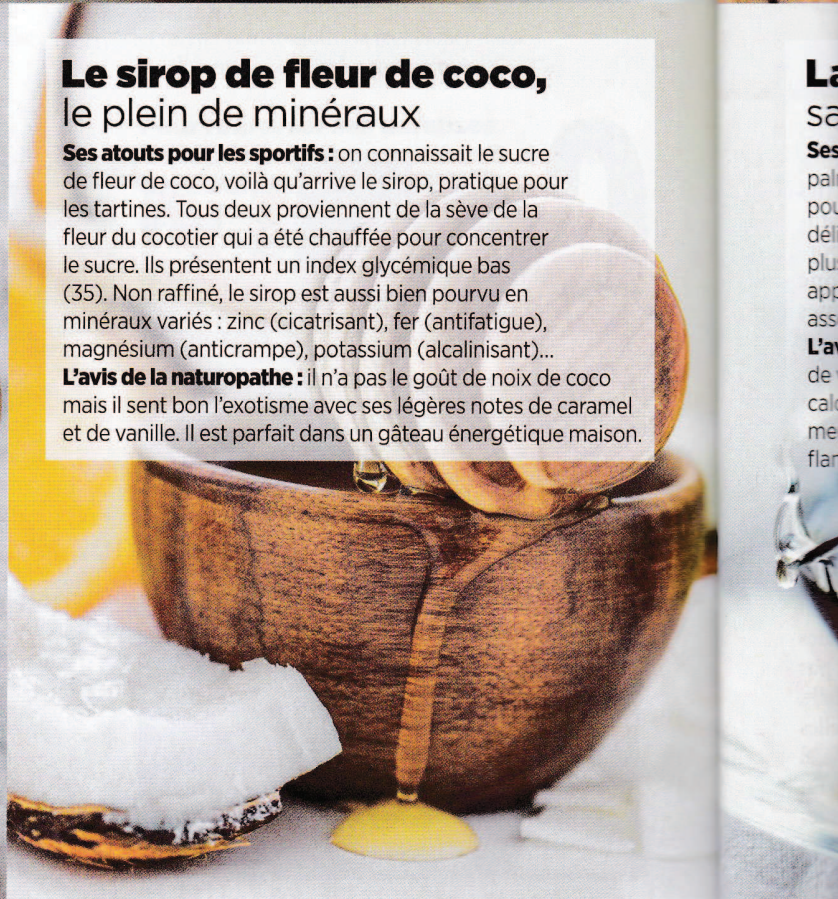 Le sirop de fleur de coco,
le plein de minéraux
Ses atouts pour les sportifs : on connaissait le sucre
de fleur de coco, voilà qu'arrive le sirop, pratique pour
les tartines. Tous deux proviennent de la sève de la
fleur du cocotier qui a été chauffée pour concentrer
le sucre. Ils présentent un index glycémique bas
(35). Non raffiné, le sirop est aussi bien pourvu en
minéraux variés : zinc (cicatrisant), fer (antifatigue),
magnésium (anticrampe), potassium (alcalinisant)...
L'avis de la naturopathe : il n'a pas le goût de noix de coco
mais il sent bon l'exotisme avec ses légères notes de caramel
et de vanille. Il est parfait dans un gâteau énergétique maison.